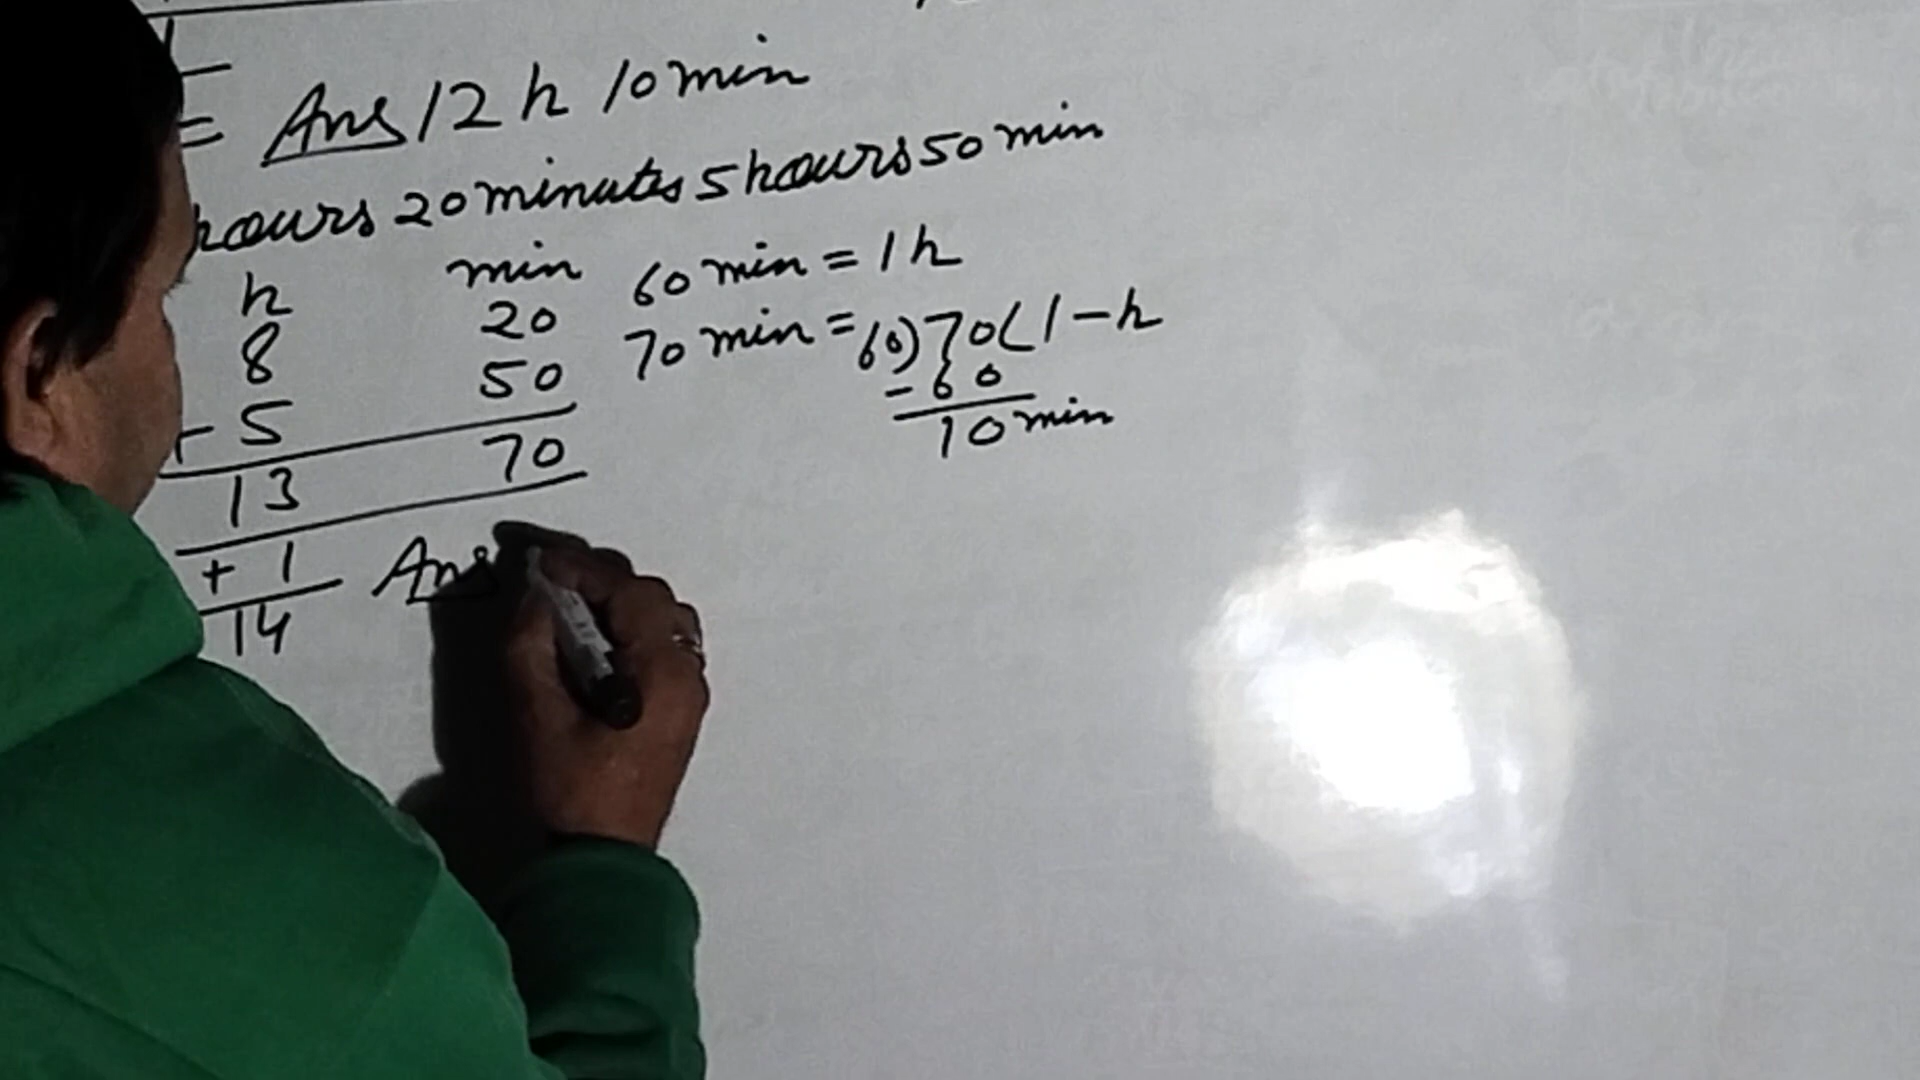 = Ans 12 h 10 min
hours 20 minutes 5 hours 50 min
h min 60 min = 1 h
8 20 70 min = 60)70(1 - h
- 5 50 - 60
13 70 10 min
+ 1 Ans
14